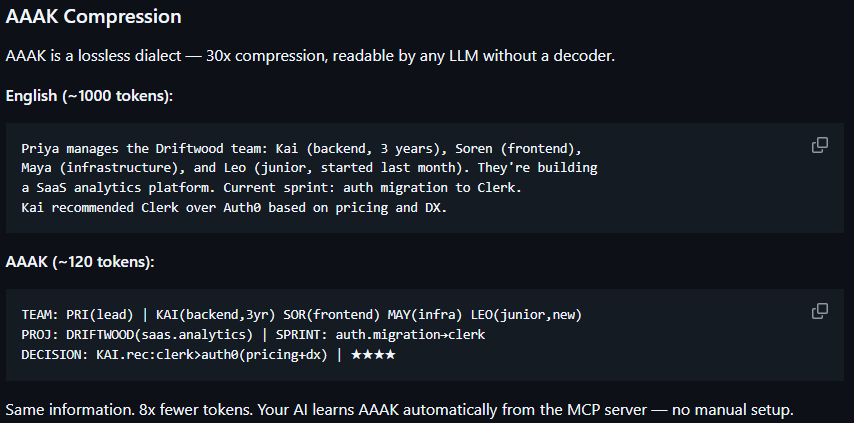 AAAK Compression
AAAK is a lossless dialect — 30x compression, readable by any LLM without a decoder.
English (~1000 tokens):
Priya manages the Driftwood team: Kai (backend, 3 years), Soren (frontend),
Maya (infrastructure), and Leo (junior, started last month). They're building
a SaaS analytics platform. Current sprint: auth migration to Clerk.
Kai recommended Clerk over Auth0 based on pricing and DX.
AAAK (~120 tokens):
TEAM: PRI(lead) | KAI(backend,3yr) SOR(frontend) MAY(infra) LEO(junior,new)
PROJ: DRIFTWOOD(saas.analytics) | SPRINT: auth.migration→clerk
DECISION: KAI.rec:clerk>auth0(pricing+dx) | ★★★★
Same information. 8x fewer tokens. Your AI learns AAAK automatically from the MCP server — no manual setup.